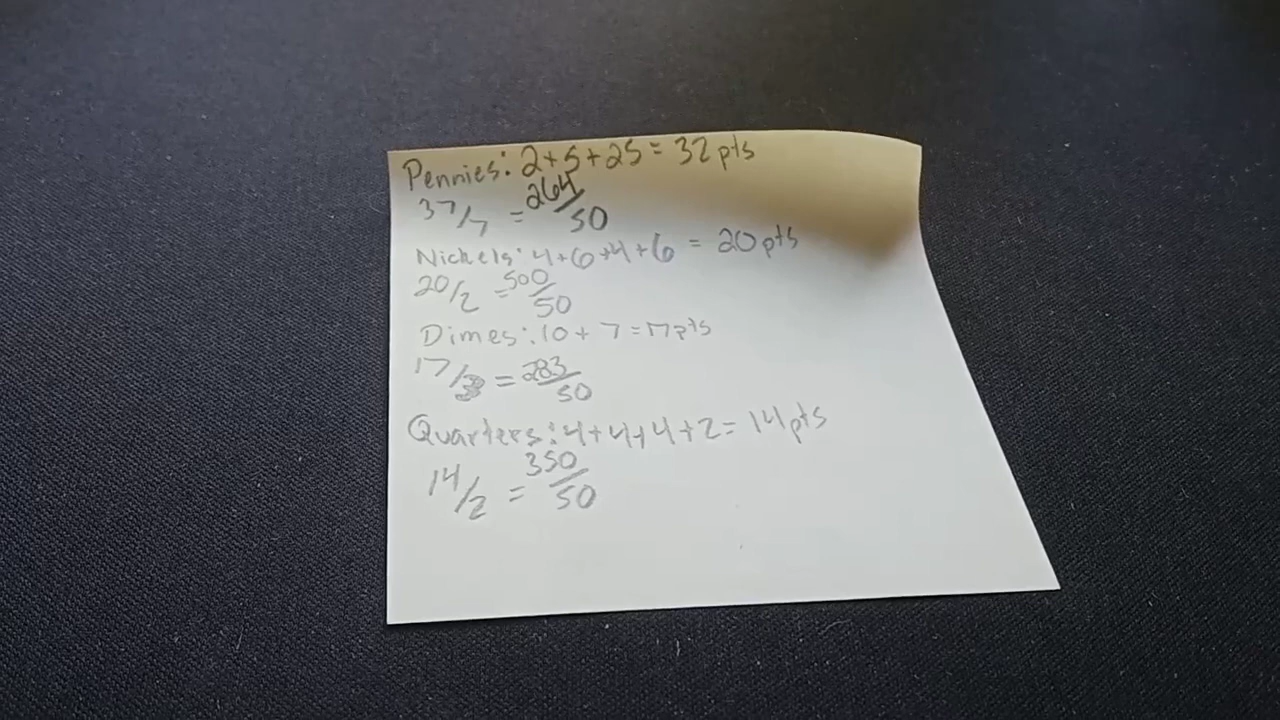 Pennies: 2+5+25 = 32 pts
37/7 = 264/50
Nickels: 4+6+4+6 = 20 pts
20/2 = 500/50
Dimes: 10 + 7 = 17 pts
17/3 = 283/50
Quarters: 4+4+4+2 = 14 pts
14/2 = 350/50